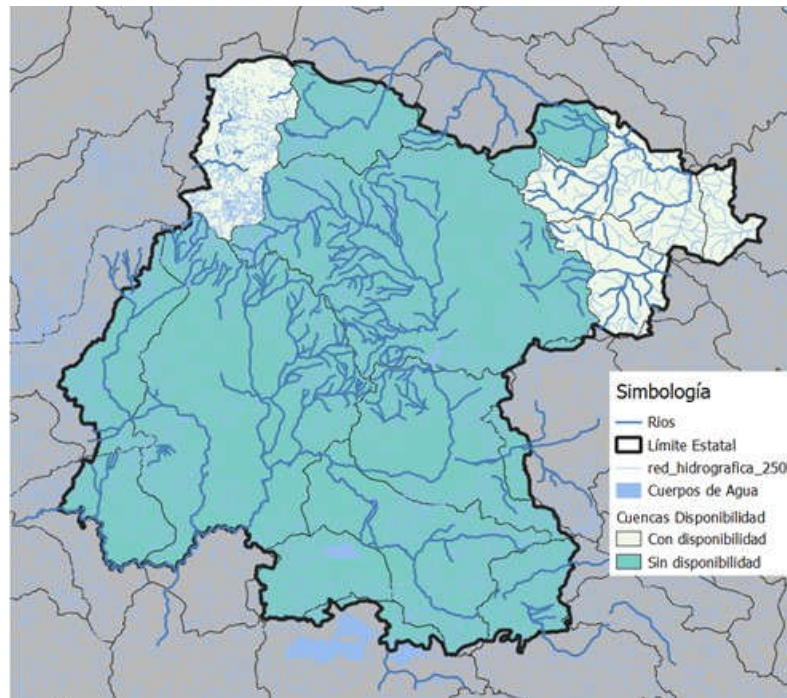 Simbología
Ríos
Límite Estatal
red_hidrografica_250
Cuerpos de Agua
Cuencas Disponibilidad
Con disponibilidad
Sin disponibilidad